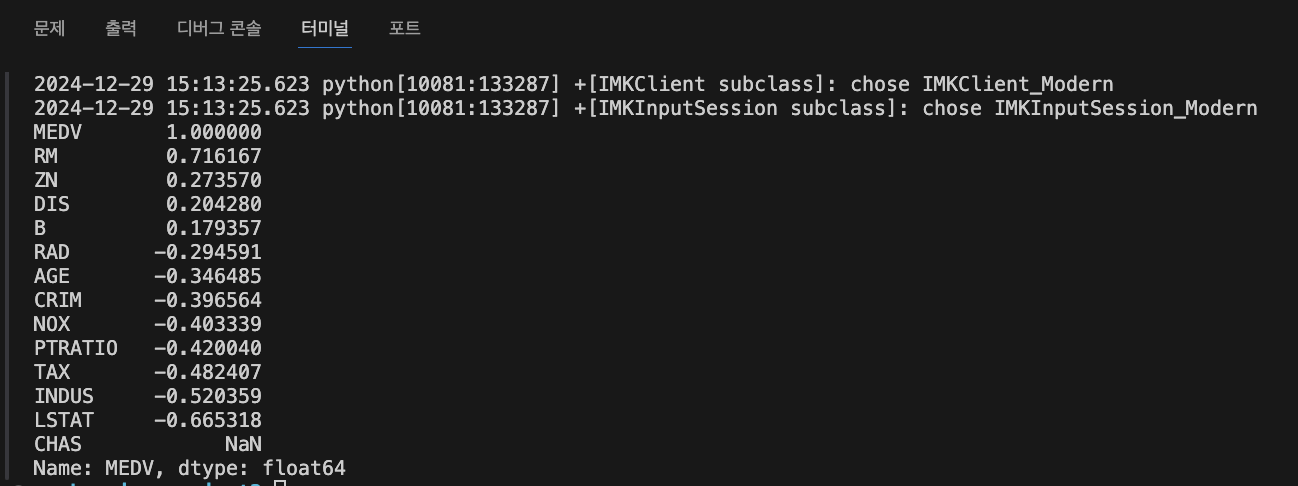 문제 출력 디버그 콘솔 터미널 포트
2024-12-29 15:13:25.623 python[10081:133287] +[IMKClient subclass]: chose IMKClient_Modern
2024-12-29 15:13:25.623 python[10081:133287] +[IMKInputSession subclass]: chose IMKInputSession_Modern
MEDV 1.000000
RM 0.716167
ZN 0.273570
DIS 0.204280
B 0.179357
RAD -0.294591
AGE -0.346485
CRIM -0.396564
NOX -0.403339
PTRATIO -0.420040
TAX -0.482407
INDUS -0.520359
LSTAT -0.665318
CHAS NaN
Name: MEDV, dtype: float64